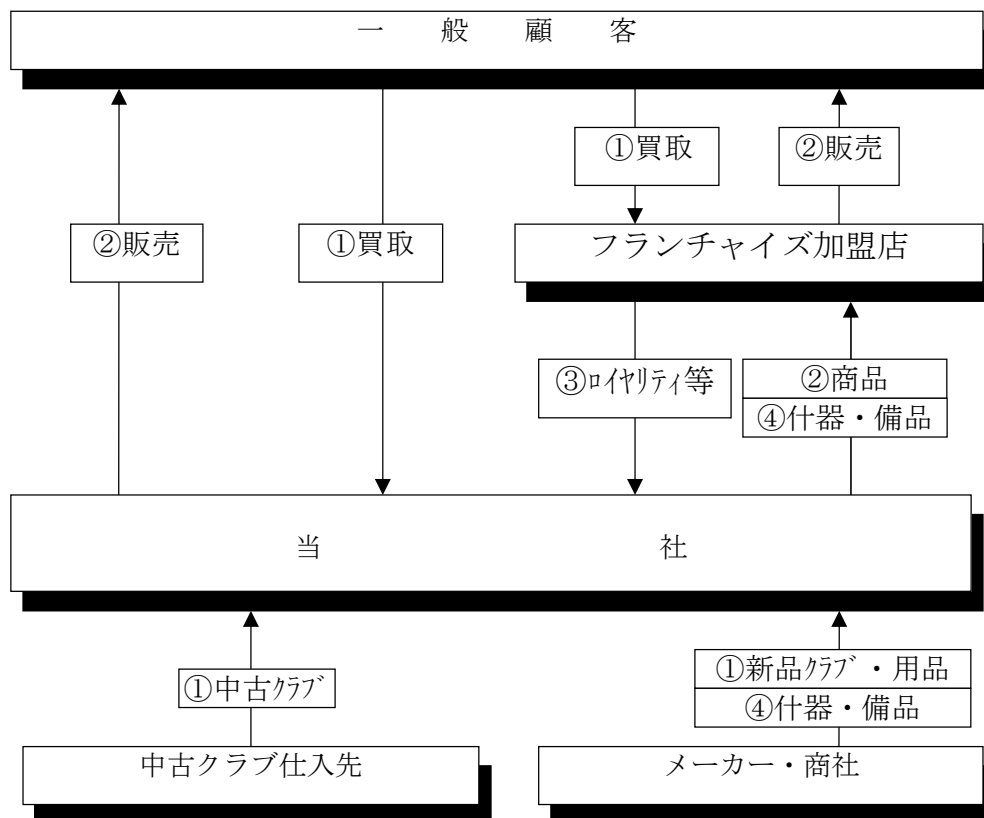 一般顧客
①買取
②販売
②販売
①買取
フランチャイズ加盟店
③ﾛｲﾔﾘﾃｨ等
②商品
④什器・備品
当社
①中古ｸﾗﾌﾞ
①新品ｸﾗﾌﾞ・用品
④什器・備品
中古クラブ仕入先
メーカー・商社